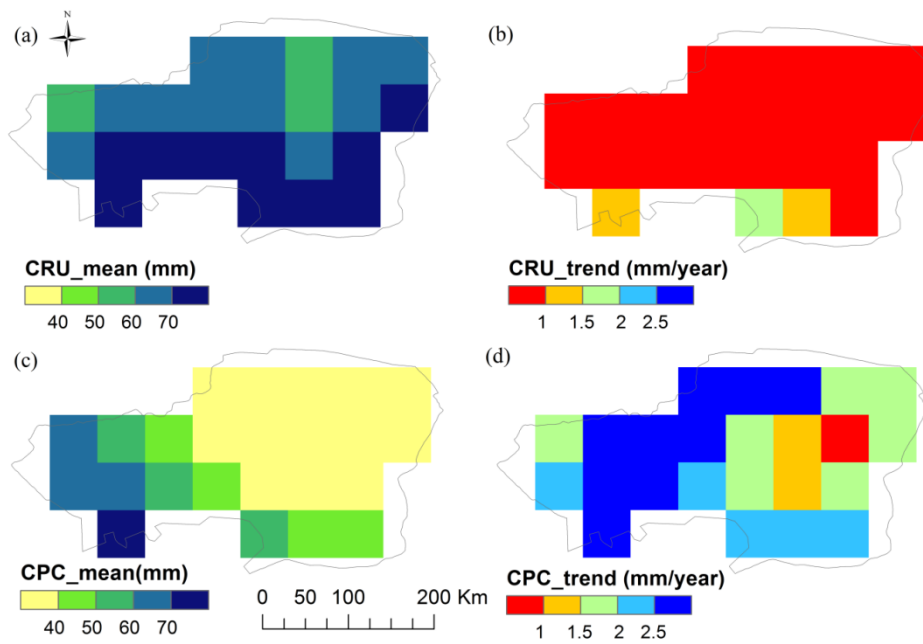 (a)
N
(b)
CRU_mean (mm)
40 50 60 70
CRU_trend (mm/year)
1 1.5 2 2.5
(c)
(d)
CPC_mean(mm)
40 50 60 70
0 50 100 200 Km
CPC_trend (mm/year)
1 1.5 2 2.5